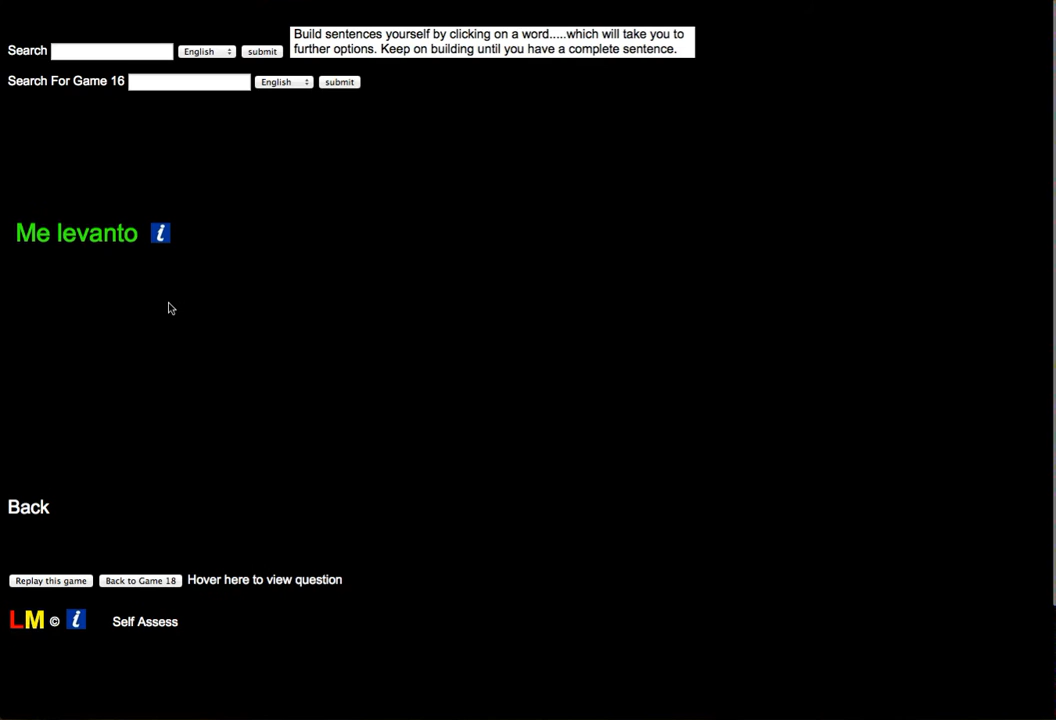 Search English submit
Build sentences yourself by clicking on a word.....which will take you to
further options. Keep on building until you have a complete sentence.
Search For Game 16 English submit
Me levanto i
Back
Replay this game Back to Game 18 Hover here to view question
LM © i Self Assess